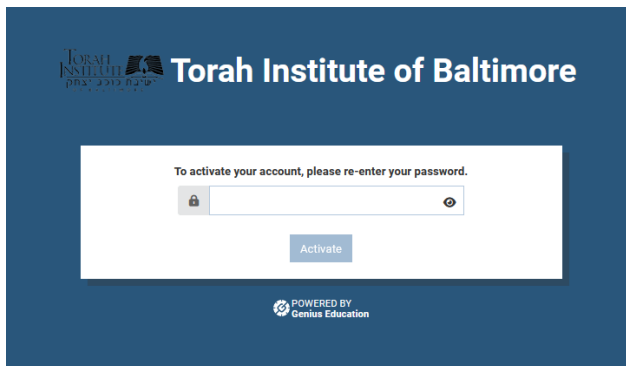 TORAH
INSTITUTE
Torah Institute of Baltimore
To activate your account, please re-enter your password.
Activate
POWERED BY
Genius Education